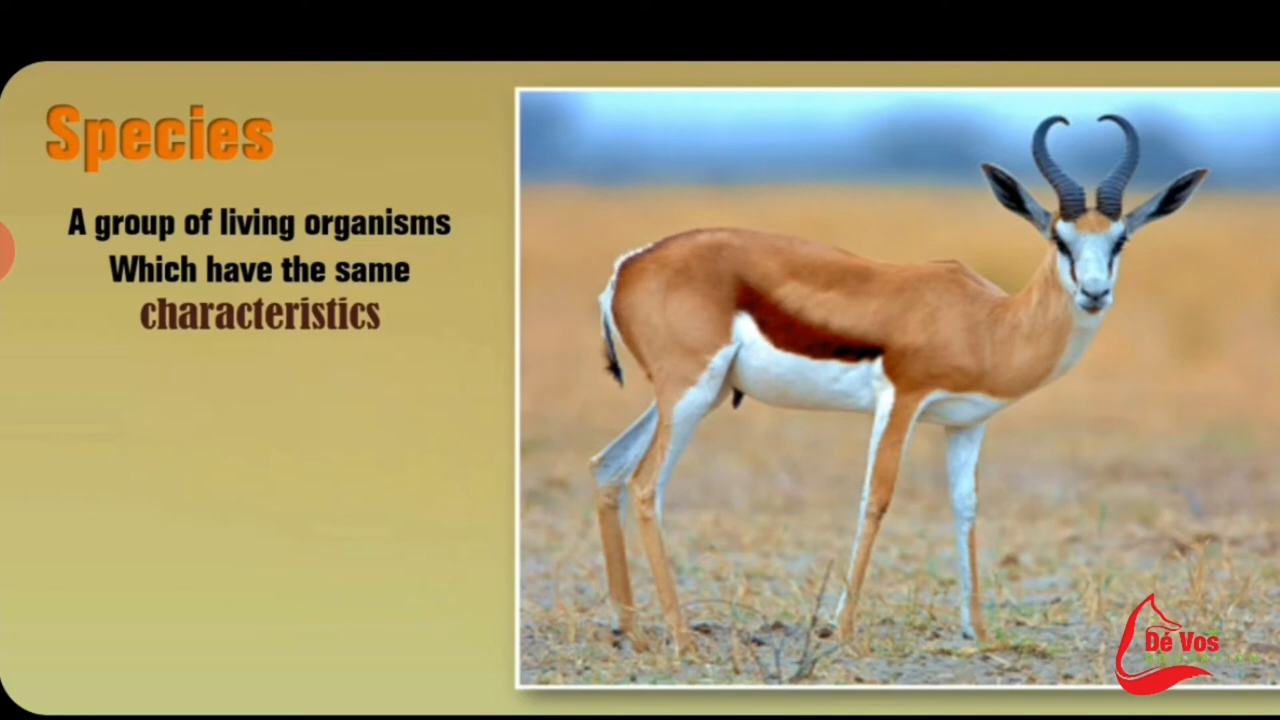 Species
A group of living organisms
Which have the same
characteristics
Dé Vos